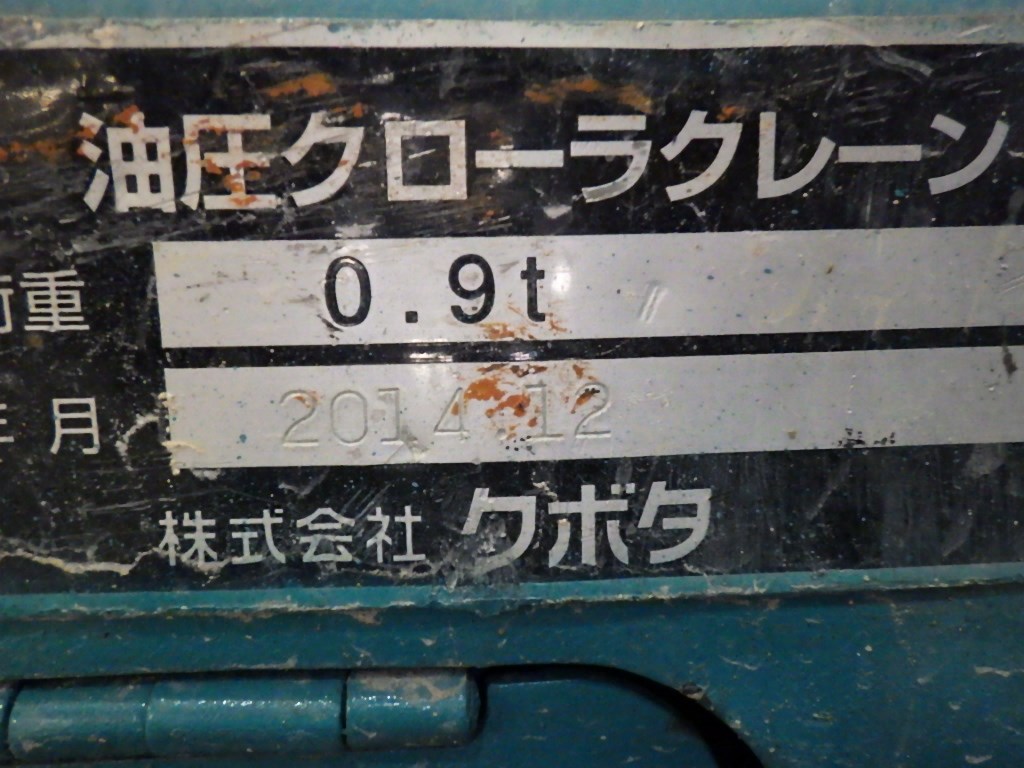 油圧クローラクレーン
荷重 0.9t
年月 2014.12
株式会社 クボタ